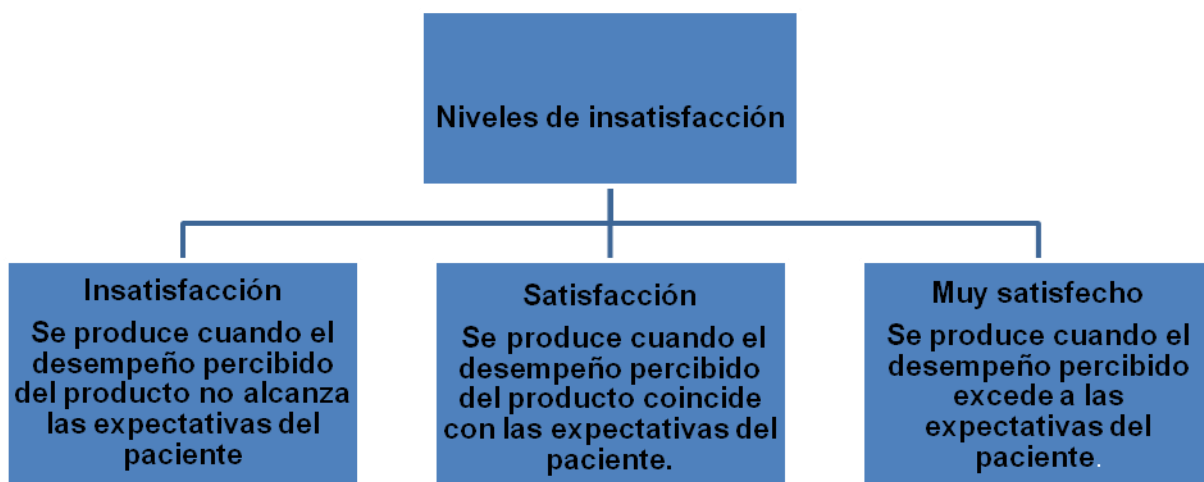 Niveles de insatisfacción
Insatisfacción
Se produce cuando el
desempeño percibido
del producto no alcanza
las expectativas del
paciente
Satisfacción
Se produce cuando el
desempeño percibido
del producto coincide
con las expectativas del
paciente.
Muy satisfecho
Se produce cuando el
desempeño percibido
excede a las
expectativas del
paciente.